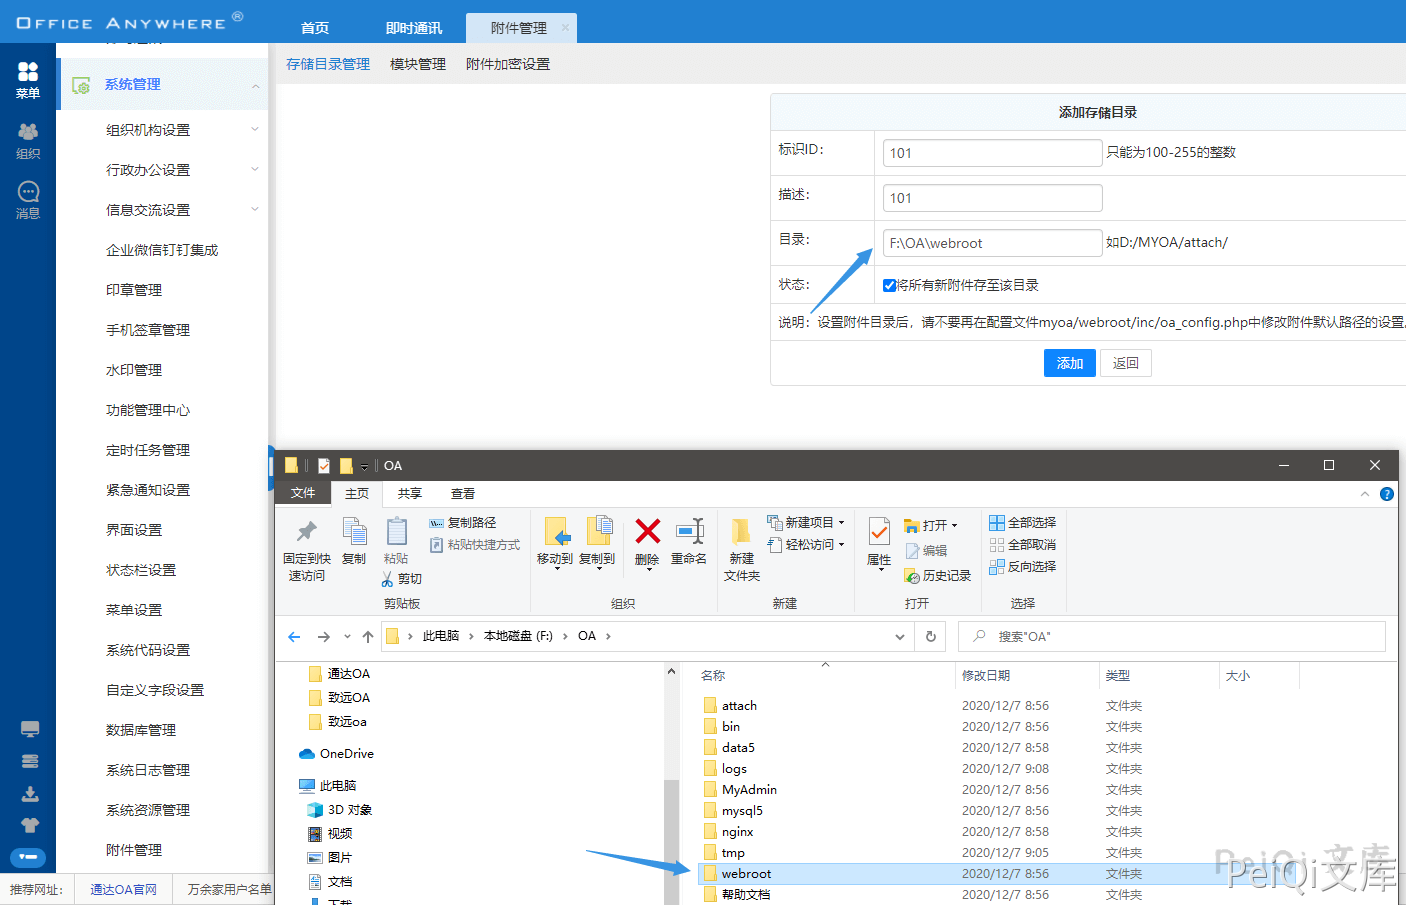 OFFICE ANYWHERE®
首页
即时通讯
附件管理
存储目录管理
模块管理
附件加密设置
菜单
组织
消息
系统管理
组织机构设置
行政办公设置
信息交流设置
企业微信钉钉集成
印章管理
手机签章管理
水印管理
功能管理中心
定时任务管理
紧急通知设置
界面设置
状态栏设置
菜单设置
系统代码设置
自定义字段设置
数据库管理
系统日志管理
系统资源管理
附件管理
推荐网址：
通达OA官网
万余家用户名单
添加存储目录
标识ID：
101
只能为100-255的整数
描述：
101
目录：
F:\OA\webroot
如D:/MYOA/attach/
状态：
将所有新附件存至该目录
说明：设置附件目录后，请不要再在配置文件myoa/webroot/inc/oa_config.php中修改附件默认路径的设置。
添加
返回
OA
文件
主页
共享
查看
固定到快速访问
复制
粘贴
复制路径
粘贴快捷方式
剪切
剪贴板
移动到
复制到
删除
重命名
组织
新建文件夹
新建项目
轻松访问
新建
属性
打开
编辑
历史记录
打开
全部选择
全部取消
反向选择
选择
此电脑
本地磁盘 (F:)
OA
搜索"OA"
通达OA
致远OA
致远oa
OneDrive
此电脑
3D 对象
视频
图片
文档
下载
名称 修改日期 类型 大小
attach 2020/12/7 8:56 文件夹
bin 2020/12/7 8:56 文件夹
data5 2020/12/7 8:58 文件夹
logs 2020/12/7 9:08 文件夹
MyAdmin 2020/12/7 8:56 文件夹
mysql5 2020/12/7 8:56 文件夹
nginx 2020/12/7 8:58 文件夹
tmp 2020/12/7 9:05 文件夹
webroot 2020/12/7 8:56 文件夹
帮助文档 2020/12/7 8:56 文件夹
PeiQi文库
PeiQi文库